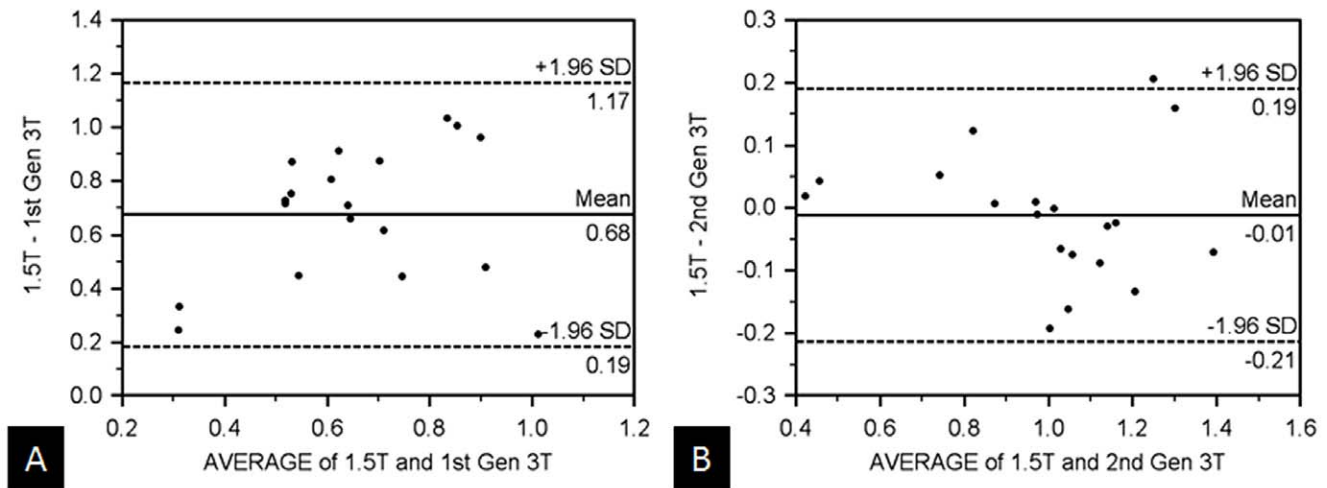 1.4
1.2
1.0
0.8
0.6
0.4
0.2
0.0
1.5T - 1st Gen 3T
+1.96 SD
1.17
Mean
0.68
-1.96 SD
0.19
0.2 0.4 0.6 0.8 1.0 1.2
AVERAGE of 1.5T and 1st Gen 3T
A
0.3
0.2
0.1
0.0
-0.1
-0.2
-0.3
1.5T - 2nd Gen 3T
+1.96 SD
0.19
Mean
-0.01
-1.96 SD
-0.21
0.4 0.6 0.8 1.0 1.2 1.4 1.6
AVERAGE of 1.5T and 2nd Gen 3T
B